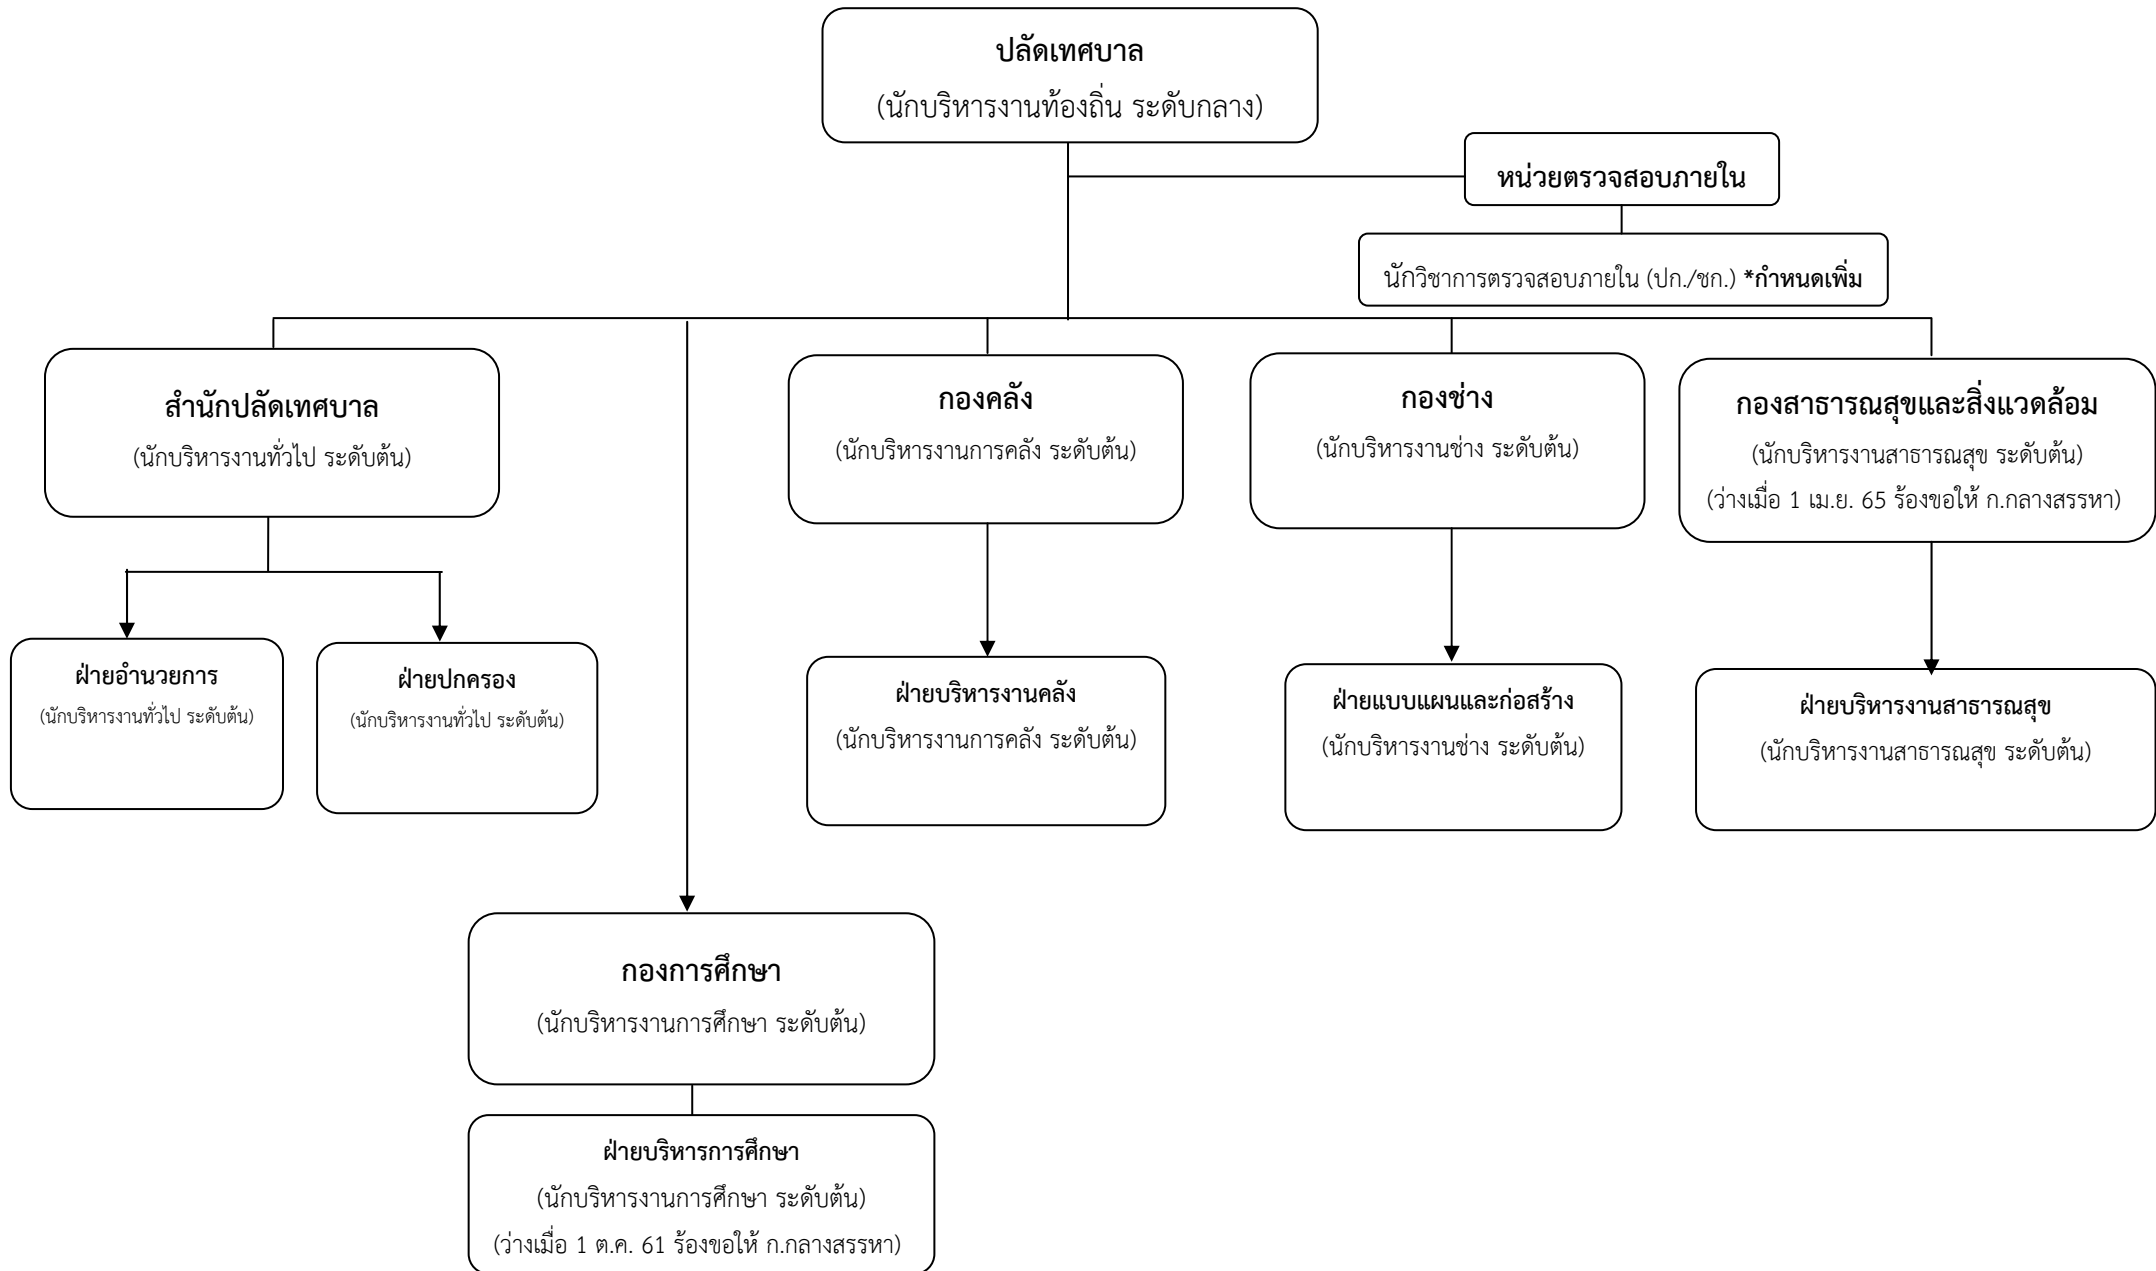 ปลัดเทศบาล
(นักบริหารงานท้องถิ่น ระดับกลาง)
หน่วยตรวจสอบภายใน
นักวิชาการตรวจสอบภายใน (ปก./ชก.) *กำหนดเพิ่ม
สำนักปลัดเทศบาล
(นักบริหารงานทั่วไป ระดับต้น)
กองคลัง
(นักบริหารงานการคลัง ระดับต้น)
กองช่าง
(นักบริหารงานช่าง ระดับต้น)
กองสาธารณสุขและสิ่งแวดล้อม
(นักบริหารงานสาธารณสุข ระดับต้น)
(ว่างเมื่อ 1 เม.ย. 65 ร้องขอให้ ก.กลางสรรหา)
ฝ่ายอำนวยการ
(นักบริหารงานทั่วไป ระดับต้น)
ฝ่ายปกครอง
(นักบริหารงานทั่วไป ระดับต้น)
ฝ่ายบริหารงานคลัง
(นักบริหารงานการคลัง ระดับต้น)
ฝ่ายแบบแผนและก่อสร้าง
(นักบริหารงานช่าง ระดับต้น)
ฝ่ายบริหารงานสาธารณสุข
(นักบริหารงานสาธารณสุข ระดับต้น)
กองการศึกษา
(นักบริหารงานการศึกษา ระดับต้น)
ฝ่ายบริหารการศึกษา
(นักบริหารงานการศึกษา ระดับต้น)
(ว่างเมื่อ 1 ต.ค. 61 ร้องขอให้ ก.กลางสรรหา)